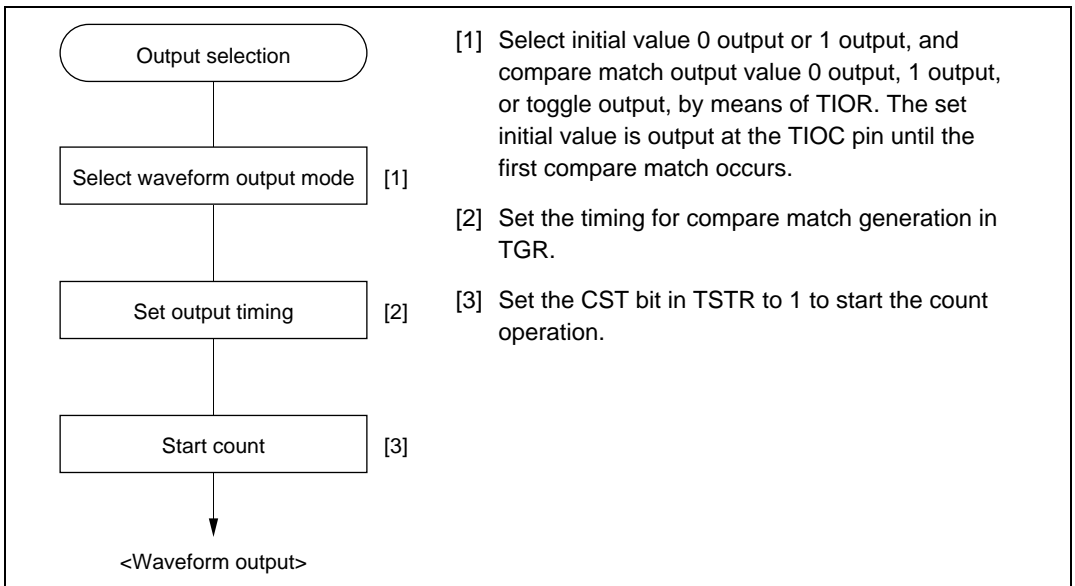 Output selection
Select waveform output mode [1]
Set output timing [2]
Start count [3]
<Waveform output>
[1] Select initial value 0 output or 1 output, and
compare match output value 0 output, 1 output,
or toggle output, by means of TIOR. The set
initial value is output at the TIOC pin until the
first compare match occurs.
[2] Set the timing for compare match generation in
TGR.
[3] Set the CST bit in TSTR to 1 to start the count
operation.